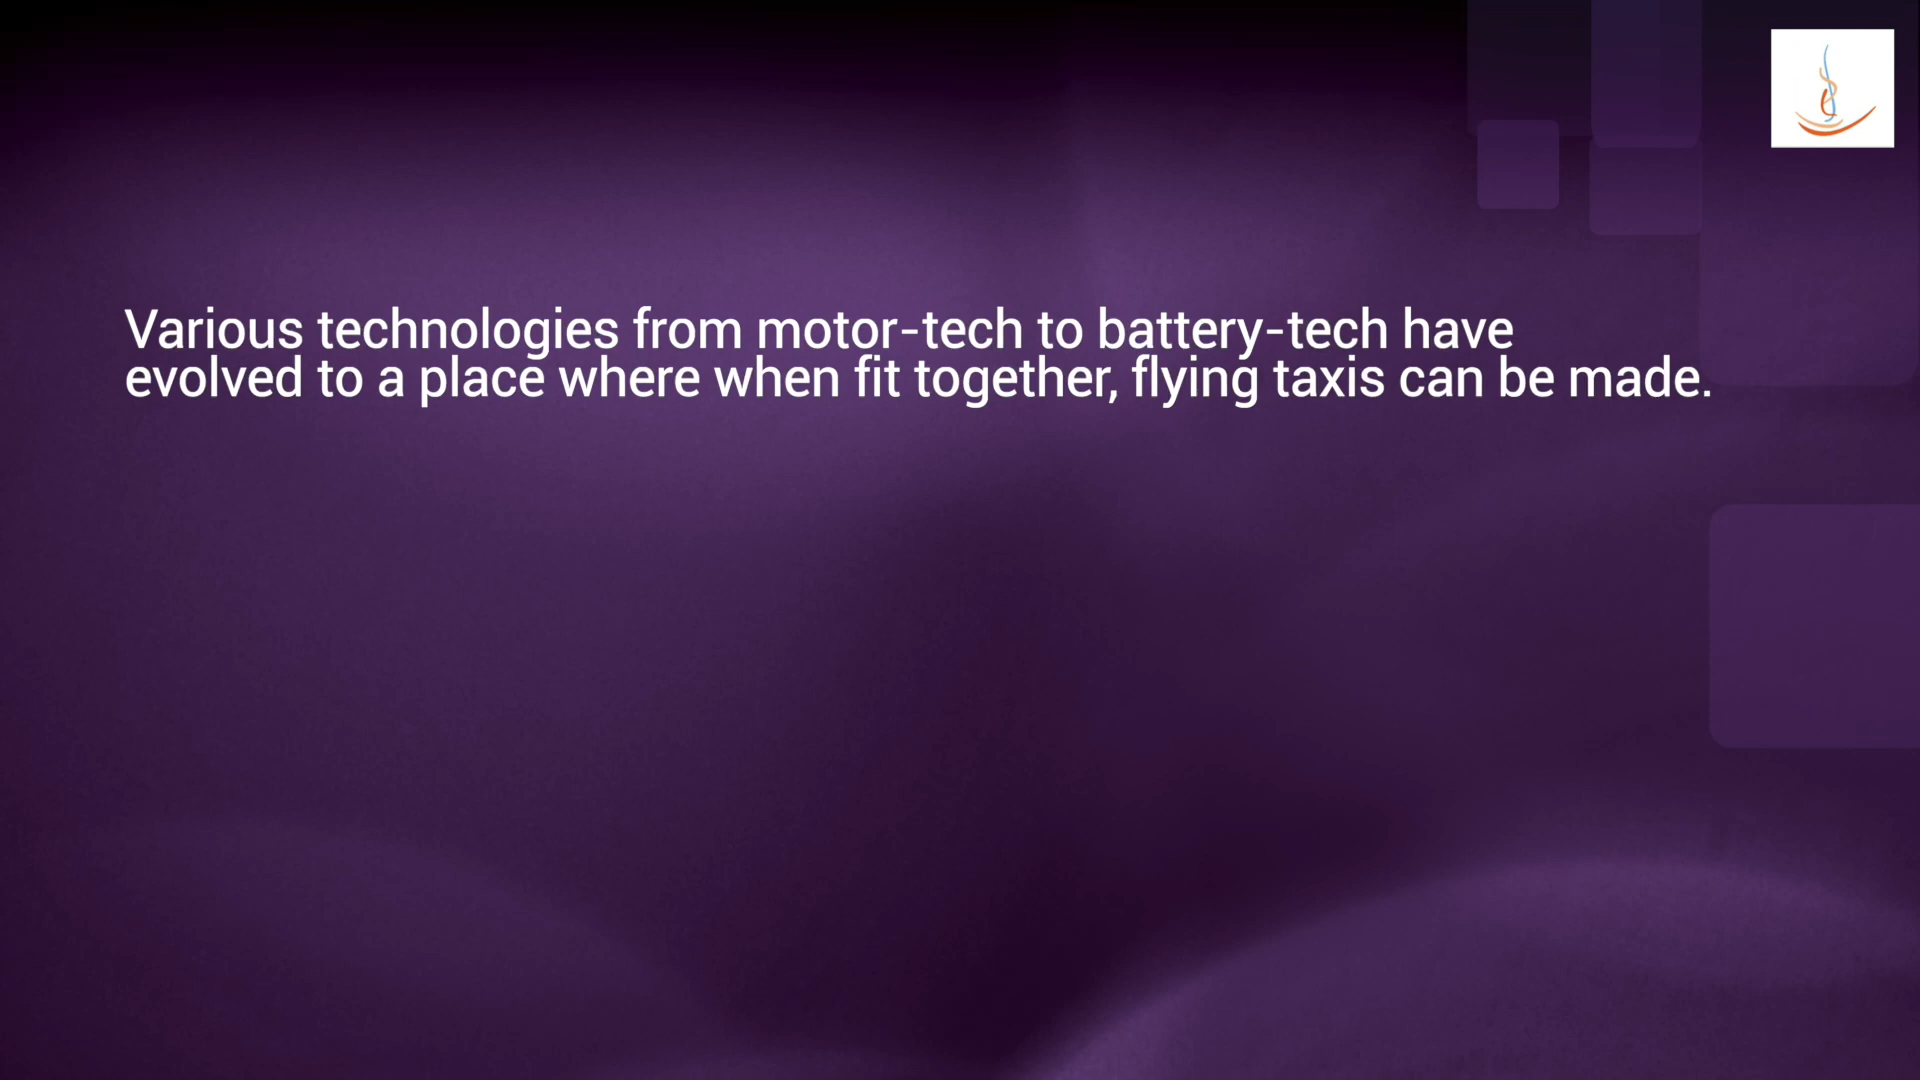 Various technologies from motor-tech to battery-tech have
evolved to a place where when fit together, flying taxis can be made.